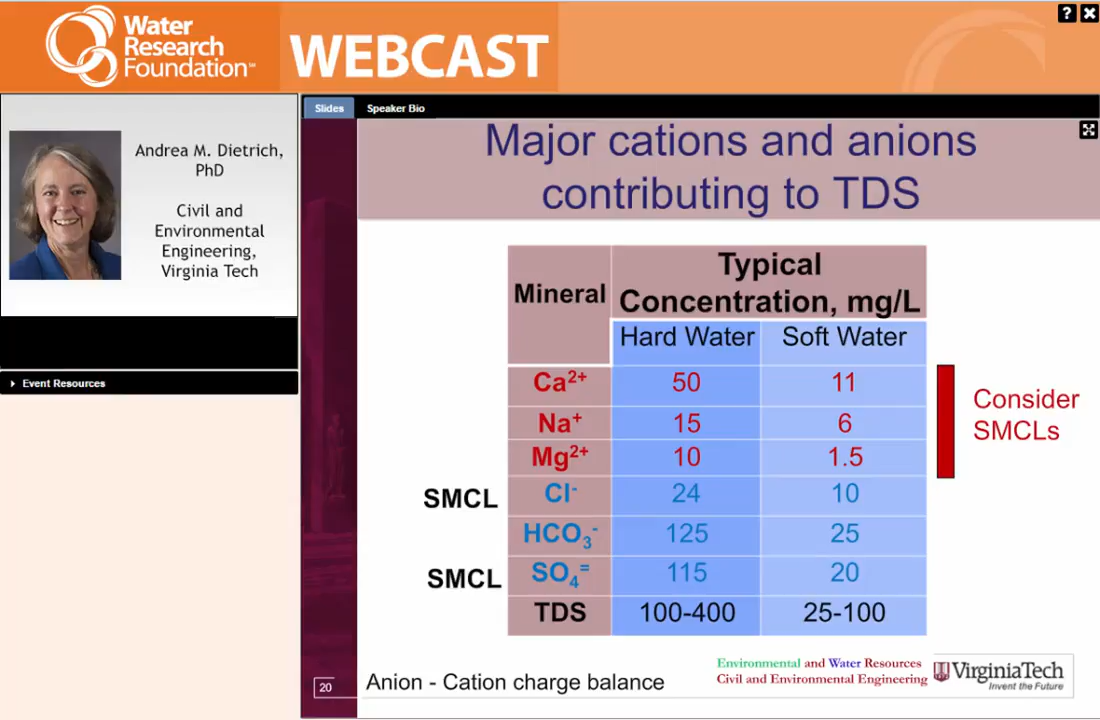 Water
Research
Foundation™
WEBCAST
? ×
Andrea M. Dietrich,
PhD
Civil and
Environmental
Engineering,
Virginia Tech
Event Resources
Slides Speaker Bio
Major cations and anions
contributing to TDS
Mineral
Typical
Concentration, mg/L
Hard Water Soft Water
Ca²⁺ 50 11
Na⁺ 15 6
Mg²⁺ 10 1.5
SMCL Cl⁻ 24 10
HCO₃⁻ 125 25
SMCL SO₄⁼ 115 20
TDS 100-400 25-100
Consider
SMCLs
20
Anion - Cation charge balance
Environmental and Water Resources
Civil and Environmental Engineering
VirginiaTech
Invent the Future